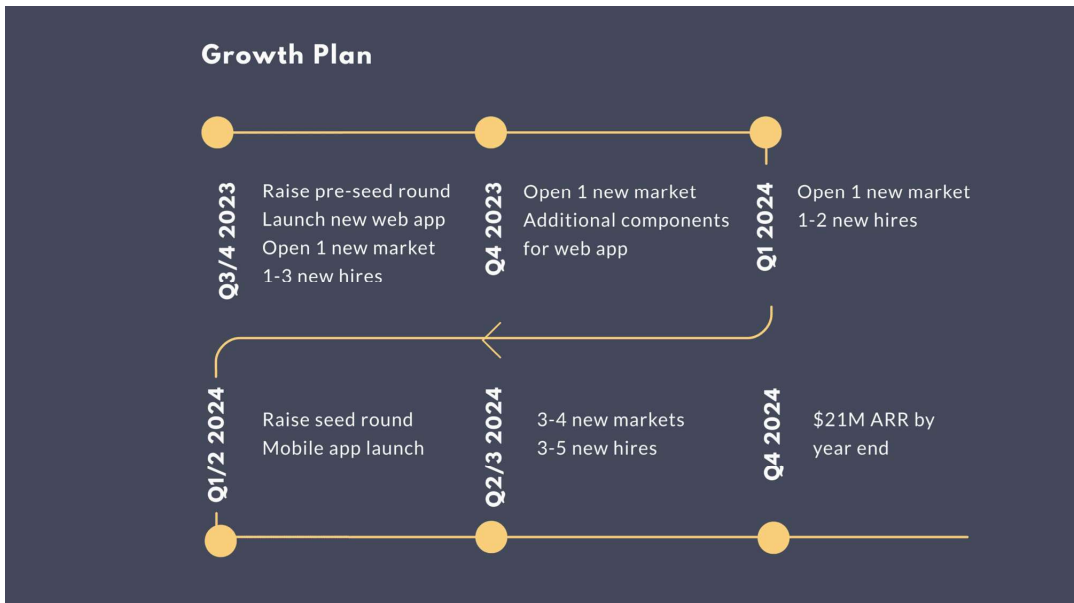 Growth Plan
Q3/4 2023
Raise pre-seed round
Launch new web app
Open 1 new market
1-3 new hires
Q4 2023
Open 1 new market
Additional components
for web app
Q1 2024
Open 1 new market
1-2 new hires
Q1/2 2024
Raise seed round
Mobile app launch
Q2/3 2024
3-4 new markets
3-5 new hires
Q4 2024
$21M ARR by
year end